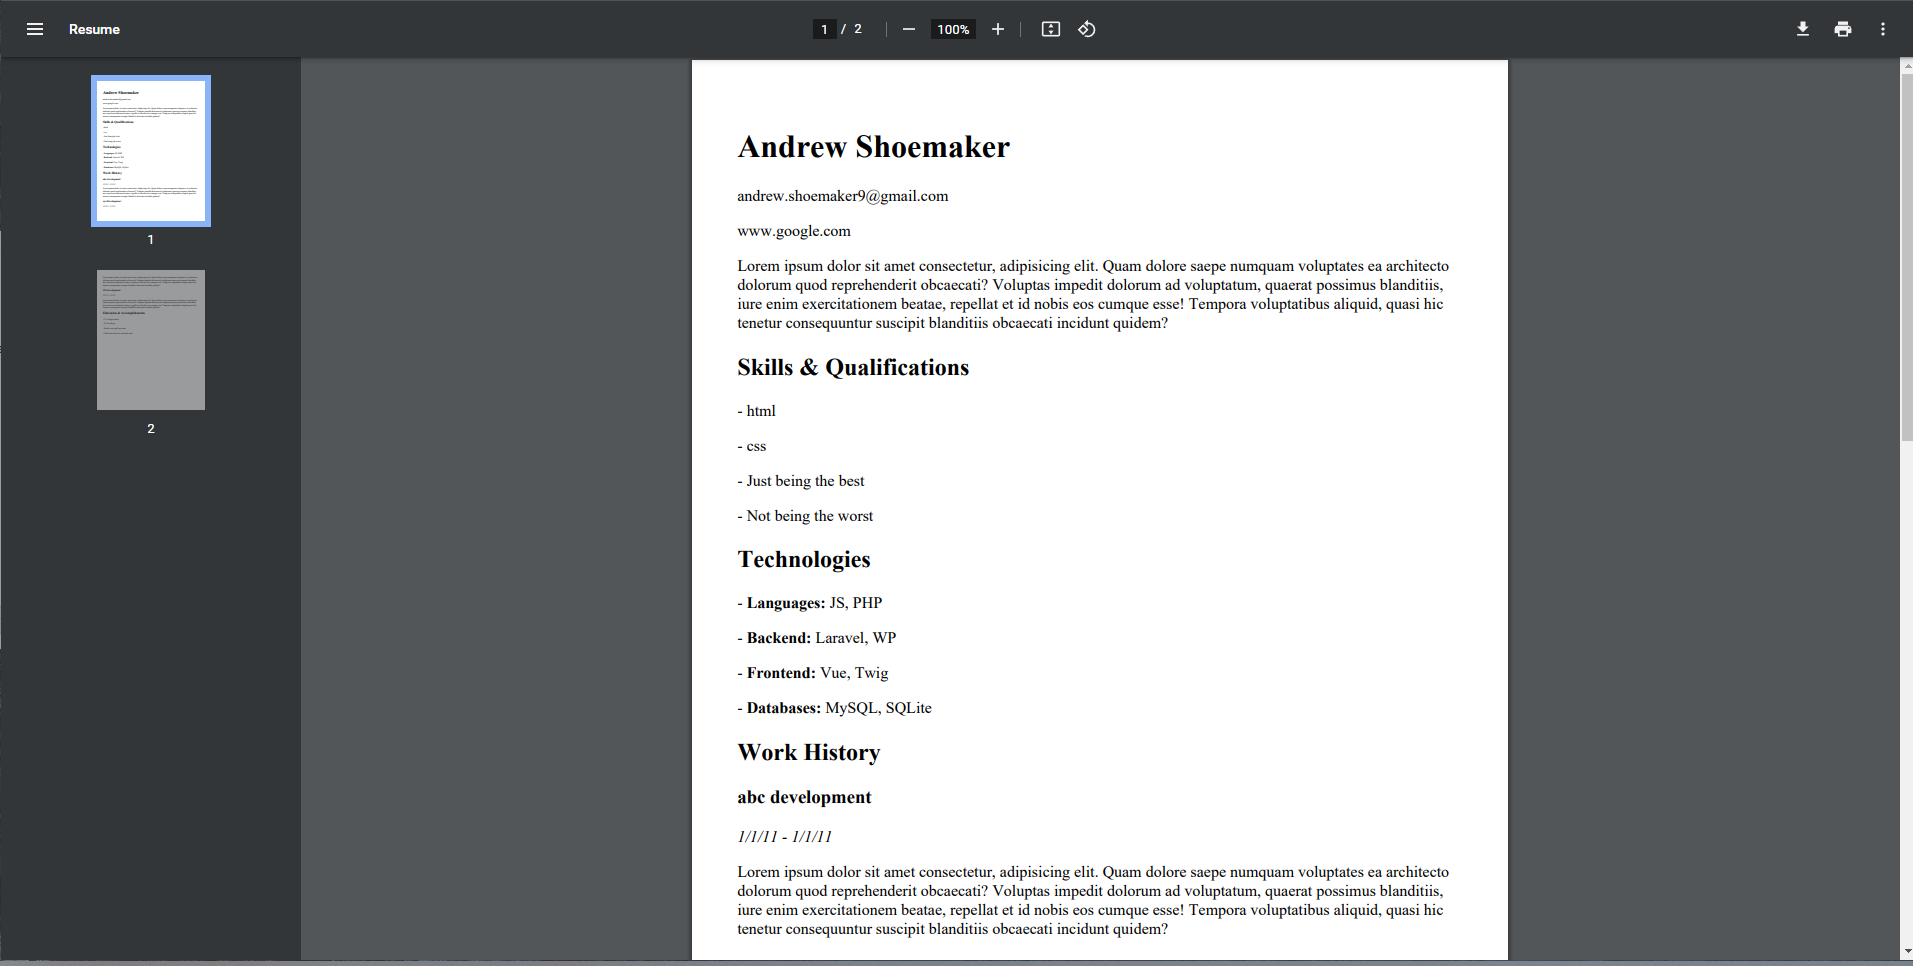 Resume
1 / 2
100%
1
2
Andrew Shoemaker
andrew.shoemaker9@gmail.com
www.google.com
Lorem ipsum dolor sit amet consectetur, adipisicing elit. Quam dolore saepe numquam voluptates ea architecto
dolorum quod reprehenderit obcaecati? Voluptas impedit dolorum ad voluptatum, quaerat possimus blanditiis,
iure enim exercitationem beatae, repellat et id nobis eos cumque esse! Tempora voluptatibus aliquid, quasi hic
tenetur consequuntur suscipit blanditiis obcaecati incidunt quidem?
Skills & Qualifications
- html
- css
- Just being the best
- Not being the worst
Technologies
- Languages: JS, PHP
- Backend: Laravel, WP
- Frontend: Vue, Twig
- Databases: MySQL, SQLite
Work History
abc development
1/1/11 - 1/1/11
Lorem ipsum dolor sit amet consectetur, adipisicing elit. Quam dolore saepe numquam voluptates ea architecto
dolorum quod reprehenderit obcaecati? Voluptas impedit dolorum ad voluptatum, quaerat possimus blanditiis,
iure enim exercitationem beatae, repellat et id nobis eos cumque esse! Tempora voluptatibus aliquid, quasi hic
tenetur consequuntur suscipit blanditiis obcaecati incidunt quidem?